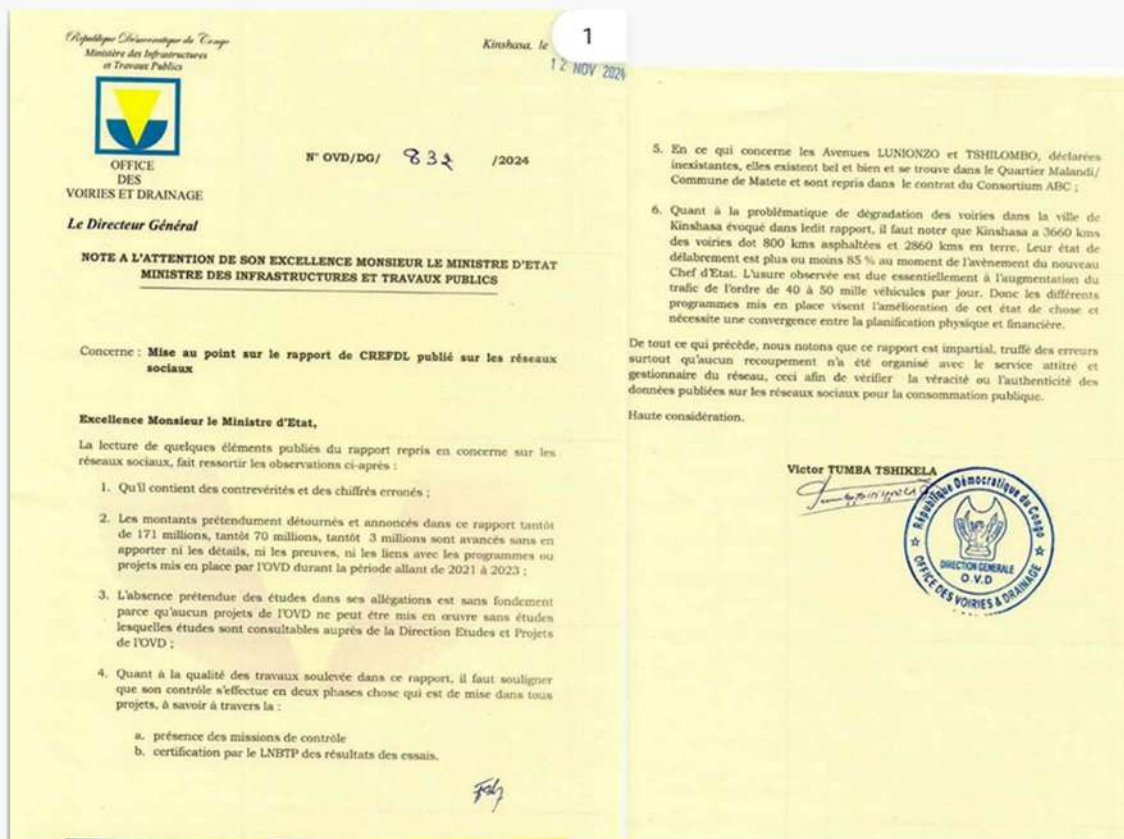 République Démocratique du Congo
Ministère des Infrastructures
et Travaux Publics
OFFICE
DES
VOIRIES ET DRAINAGE
Le Directeur Général
Kinshasa, le
1
12 NOV 2024
N° OVD/DG/ 832 /2024
NOTE A L'ATTENTION DE SON EXCELLENCE MONSIEUR LE MINISTRE D'ETAT
MINISTRE DES INFRASTRUCTURES ET TRAVAUX PUBLICS
Concerne : Mise au point sur le rapport de CREFDL publié sur les réseaux
sociaux
Excellence Monsieur le Ministre d'Etat,
La lecture de quelques éléments publiés du rapport repris en concerne sur les
réseaux sociaux, fait ressortir les observations ci-après :
1. Qu'il contient des contrevérités et des chiffrés erronés ;
2. Les montants prétendument détournés et annoncés dans ce rapport tantôt
de 171 millions, tantôt 70 millions, tantôt 3 millions sont avancés sans en
apporter ni les détails, ni les preuves, ni les liens avec les programmes ou
projets mis en place par l'OVD durant la période allant de 2021 à 2023 ;
3. L'absence prétendue des études dans ses allégations est sans fondement
parce qu'aucun projets de l'OVD ne peut être mis en œuvre sans études
lesquelles études sont consultables auprès de la Direction Etudes et Projets
de l'OVD ;
4. Quant à la qualité des travaux soulevée dans ce rapport, il faut souligner
que son contrôle s'effectue en deux phases chose qui est de mise dans tous
projets, à savoir à travers la :
a. présence des missions de contrôle
b. certification par le LNBTP des résultats des essais.
5. En ce qui concerne les Avenues LUNIONZO et TSHILOMBO, déclarées
inexistantes, elles existent bel et bien et se trouve dans le Quartier Malandi/
Commune de Matete et sont repris dans le contrat du Consortium ABC ;
6. Quant à la problématique de dégradation des voiries dans la ville de
Kinshasa évoqué dans ledit rapport, il faut noter que Kinshasa a 3660 kms
des voiries dot 800 kms asphaltées et 2860 kms en terre. Leur état de
délabrement est plus ou moins 85 % au moment de l'avènement du nouveau
Chef d'Etat. L'usure observée est due essentiellement à l'augmentation du
trafic de l'ordre de 40 à 50 mille véhicules par jour. Donc les différents
programmes mis en place visent l'amélioration de cet état de chose et
nécessite une convergence entre la planification physique et financière.
De tout ce qui précède, nous notons que ce rapport est impartial, truffé des erreurs
surtout qu'aucun recoupement n'a été organisé avec le service attitré et
gestionnaire du réseau, ceci afin de vérifier la véracité ou l'authenticité des
données publiées sur les réseaux sociaux pour la consommation publique.
Haute considération.
Victor TUMBA TSHIKELA
République Démocratique du Congo
DIRECTION GENERALE
O.V.D
OFFICE DES VOIRIES & DRAINAGE